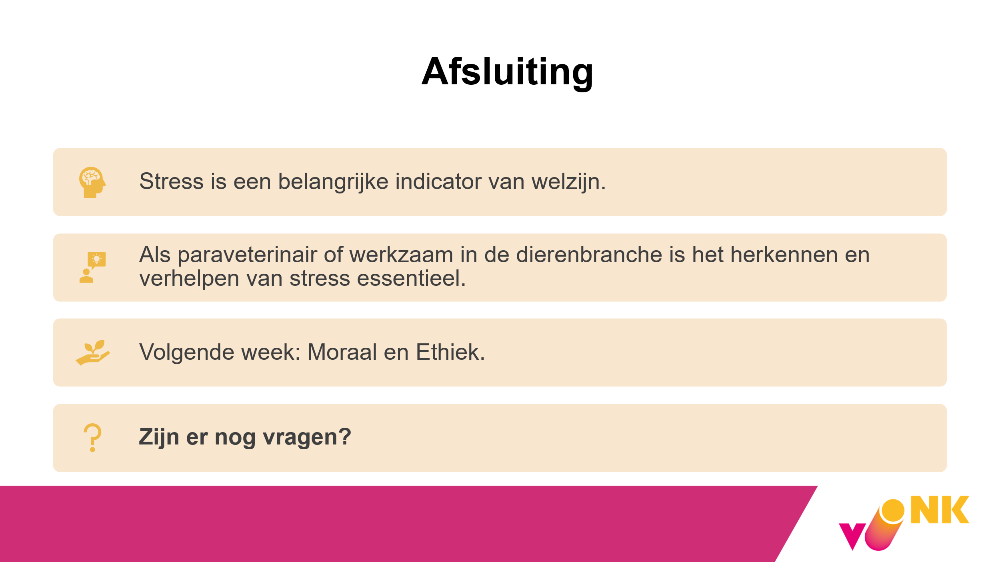 Afsluiting
Stress is een belangrijke indicator van welzijn.
Als paraveterinair of werkzaam in de dierenbranche is het herkennen en
verhelpen van stress essentieel.
Volgende week: Moraal en Ethiek.
Zijn er nog vragen?
VONK